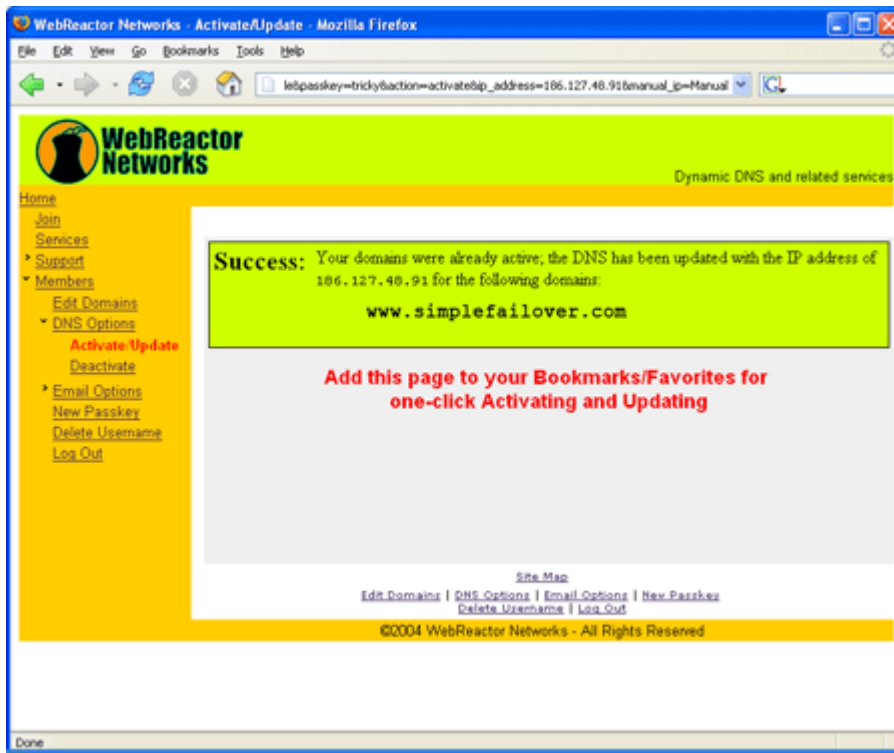 WebReactor Networks - Activate/Update - Mozilla Firefox
File Edit View Go Bookmarks Tools Help
le&passkey=tricky&action=activate&ip_address=186.127.48.91&manual_ip=Manual
WebReactor
Networks
Dynamic DNS and related services
Home
Join
Services
Support
Members
Edit Domains
DNS Options
Activate/Update
Deactivate
Email Options
New Passkey
Delete Username
Log Out
Success: Your domains were already active; the DNS has been updated with the IP address of
186.127.48.91 for the following domains:
www.simplefailover.com
Add this page to your Bookmarks/Favorites for
one-click Activating and Updating
Site Map
Edit Domains | DNS Options | Email Options | New Passkey
Delete Username | Log Out
©2004 WebReactor Networks - All Rights Reserved
Done